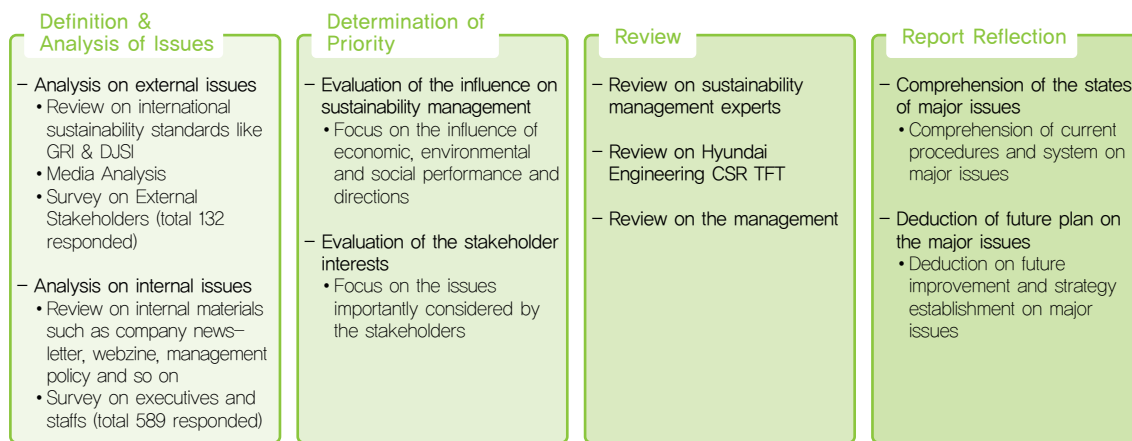 Definition &
Analysis of Issues
– Analysis on external issues
• Review on international
sustainability standards like
GRI & DJSI
• Media Analysis
• Survey on External
Stakeholders (total 132
responded)
– Analysis on internal issues
• Review on internal materials
such as company news-
letter, webzine, management
policy and so on
• Survey on executives and
staffs (total 589 responded)
Determination of
Priority
– Evaluation of the influence on
sustainability management
• Focus on the influence of
economic, environmental
and social performance and
directions
– Evaluation of the stakeholder
interests
• Focus on the issues
importantly considered by
the stakeholders
Review
– Review on sustainability
management experts
– Review on Hyundai
Engineering CSR TFT
– Review on the management
Report Reflection
– Comprehension of the states
of major issues
• Comprehension of current
procedures and system on
major issues
– Deduction of future plan on
the major issues
• Deduction on future
improvement and strategy
establishment on major
issues